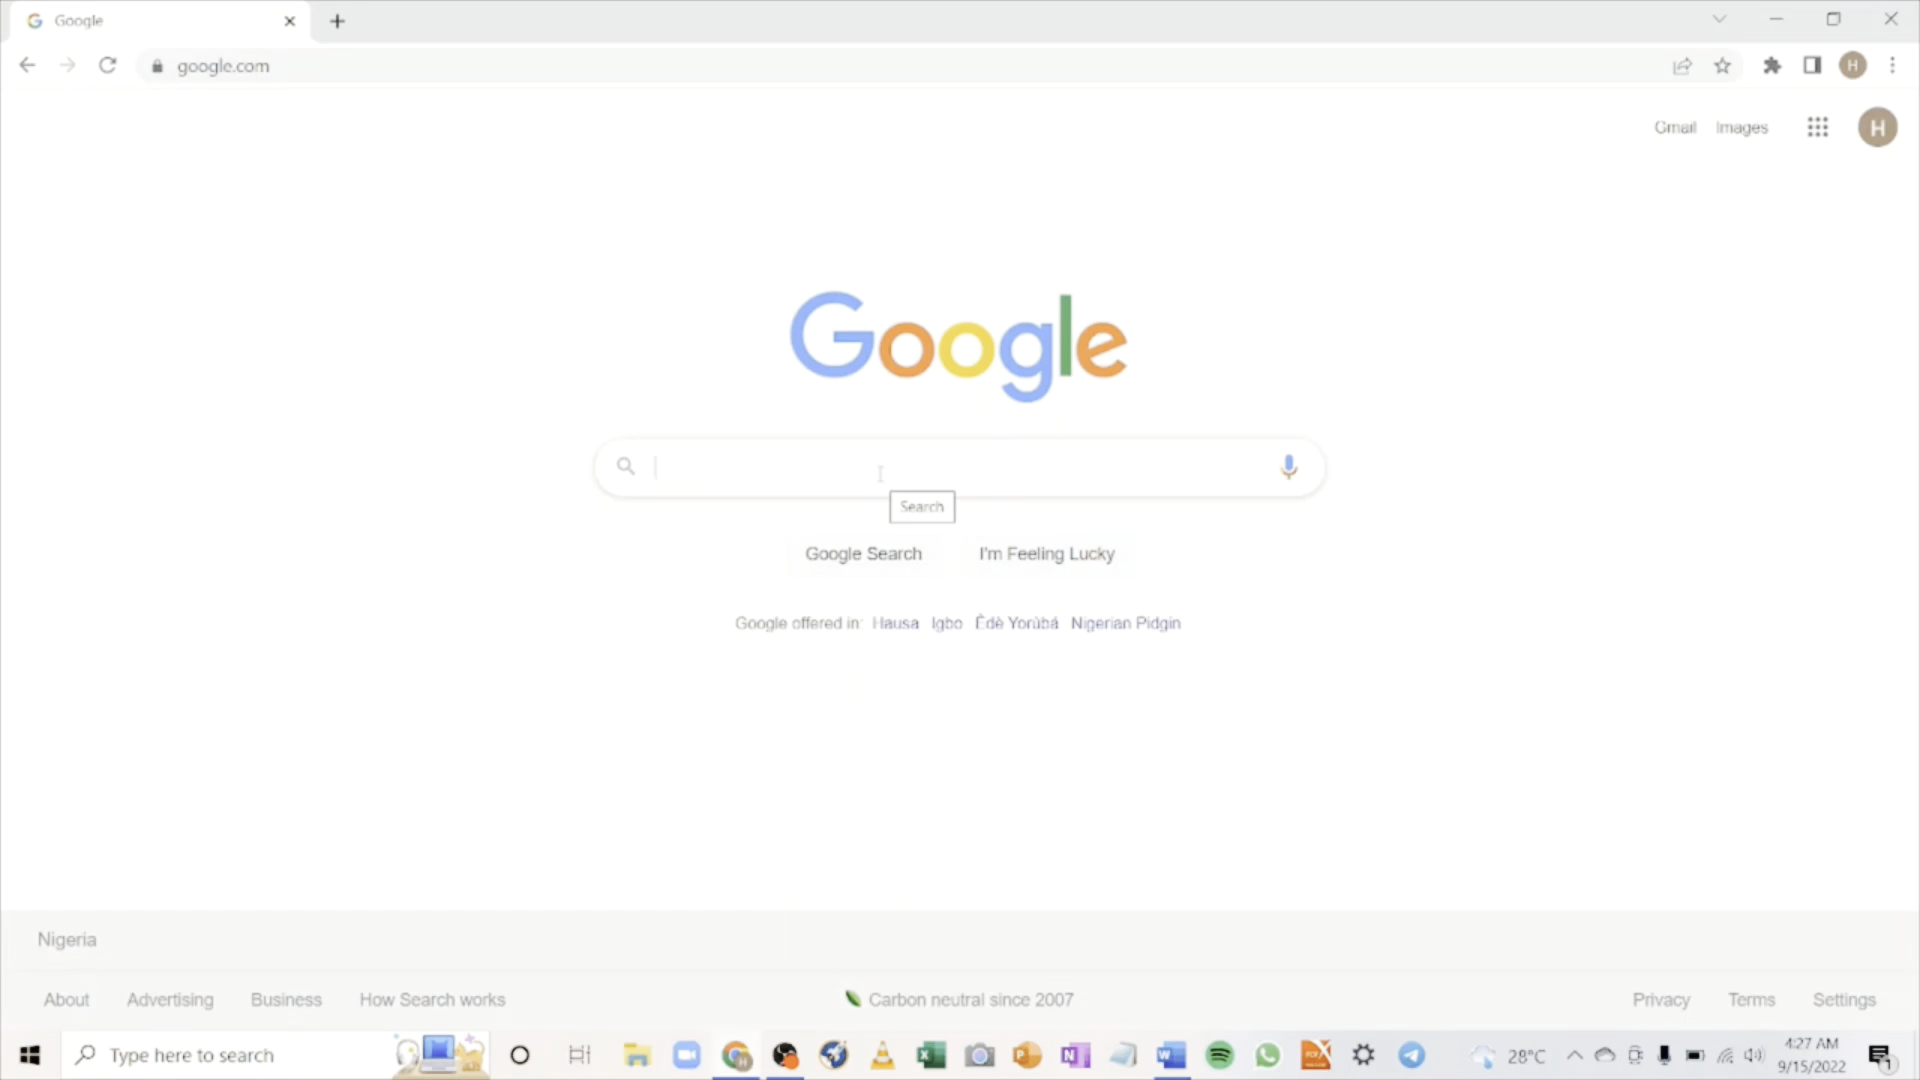 Google
google.com
H
Gmail Images H
Google
Search
Google Search I'm Feeling Lucky
Google offered in: Hausa Igbo Èdè Yorùbá Nigerian Pidgin
Nigeria
About Advertising Business How Search works Carbon neutral since 2007 Privacy Terms Settings
Type here to search 28°C 4:27 AM
9/15/2022 1